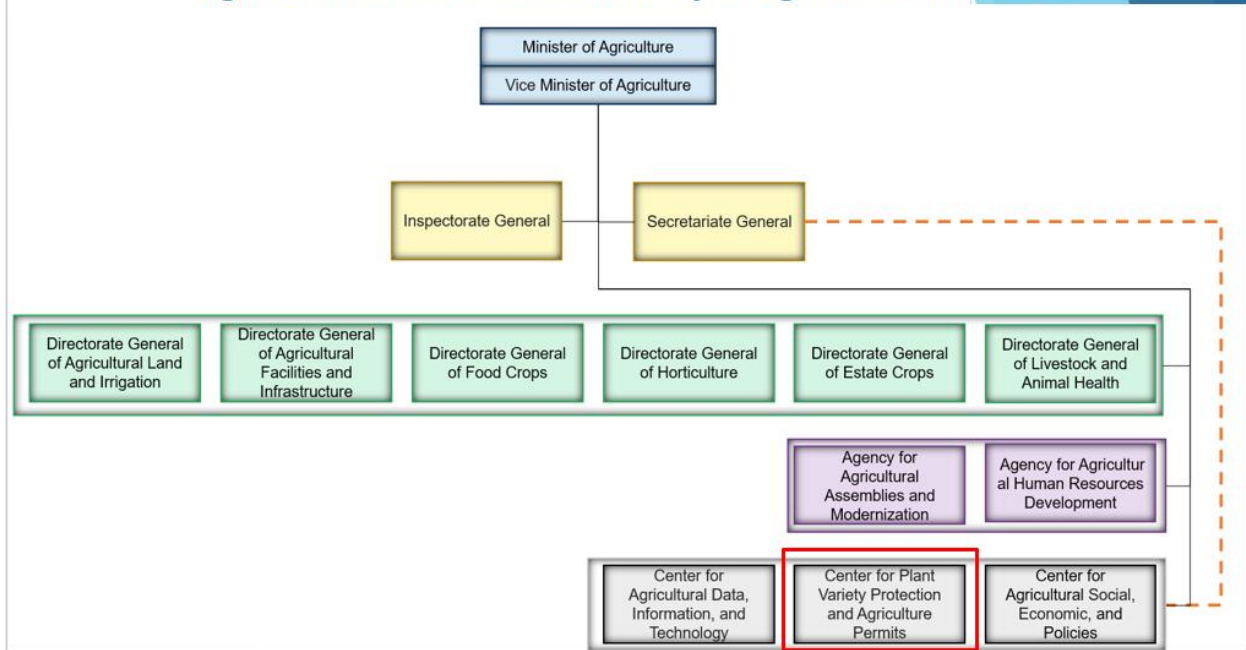 Minister of Agriculture
Vice Minister of Agriculture
Inspectorate General
Secretariate General
Directorate General
of Agricultural Land
and Irrigation
Directorate General
of Agricultural
Facilities and
Infrastructure
Directorate General
of Food Crops
Directorate General
of Horticulture
Directorate General
of Estate Crops
Directorate General
of Livestock and
Animal Health
Agency for
Agricultural
Assemblies and
Modernization
Agency for Agricultur
al Human Resources
Development
Center for
Agricultural Data,
Information, and
Technology
Center for Plant
Variety Protection
and Agriculture
Permits
Center for
Agricultural Social,
Economic, and
Policies